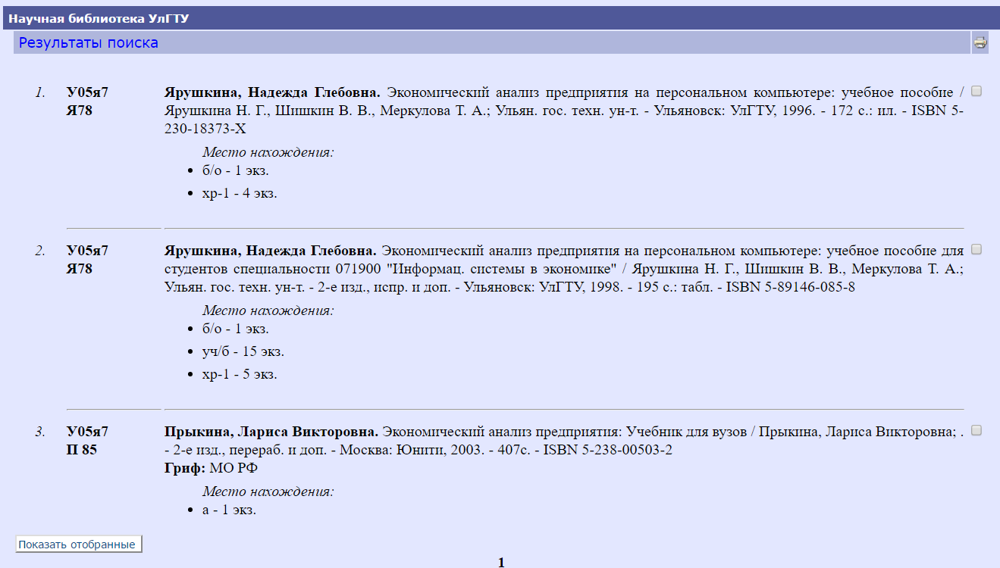 Научная библиотека УлГТУ
Результаты поиска
1. У05я7 Ярушкина, Надежда Глебовна. Экономический анализ предприятия на персональном компьютере: учебное пособие /
Я78 Ярушкина Н. Г., Шишкин В. В., Меркулова Т. А.; Ульян. гос. техн. ун-т. - Ульяновск: УлГТУ, 1996. - 172 с.: ил. - ISBN 5-
230-18373-X
Место нахождения:
• б/о - 1 экз.
• хр-1 - 4 экз.
2. У05я7 Ярушкина, Надежда Глебовна. Экономический анализ предприятия на персональном компьютере: учебное пособие для
Я78 студентов специальности 071900 "Информац. системы в экономике" / Ярушкина Н. Г., Шишкин В. В., Меркулова Т. А.;
Ульян. гос. техн. ун-т. - 2-е изд., испр. и доп. - Ульяновск: УлГТУ, 1998. - 195 с.: табл. - ISBN 5-89146-085-8
Место нахождения:
• б/о - 1 экз.
• уч/б - 15 экз.
• хр-1 - 5 экз.
3. У05я7 Прыкина, Лариса Викторовна. Экономический анализ предприятия: Учебник для вузов / Прыкина, Лариса Викторовна; .
П 85 - 2-е изд., перераб. и доп. - Москва: Юнити, 2003. - 407с. - ISBN 5-238-00503-2
Гриф: МО РФ
Место нахождения:
• а - 1 экз.
Показать отобранные
1